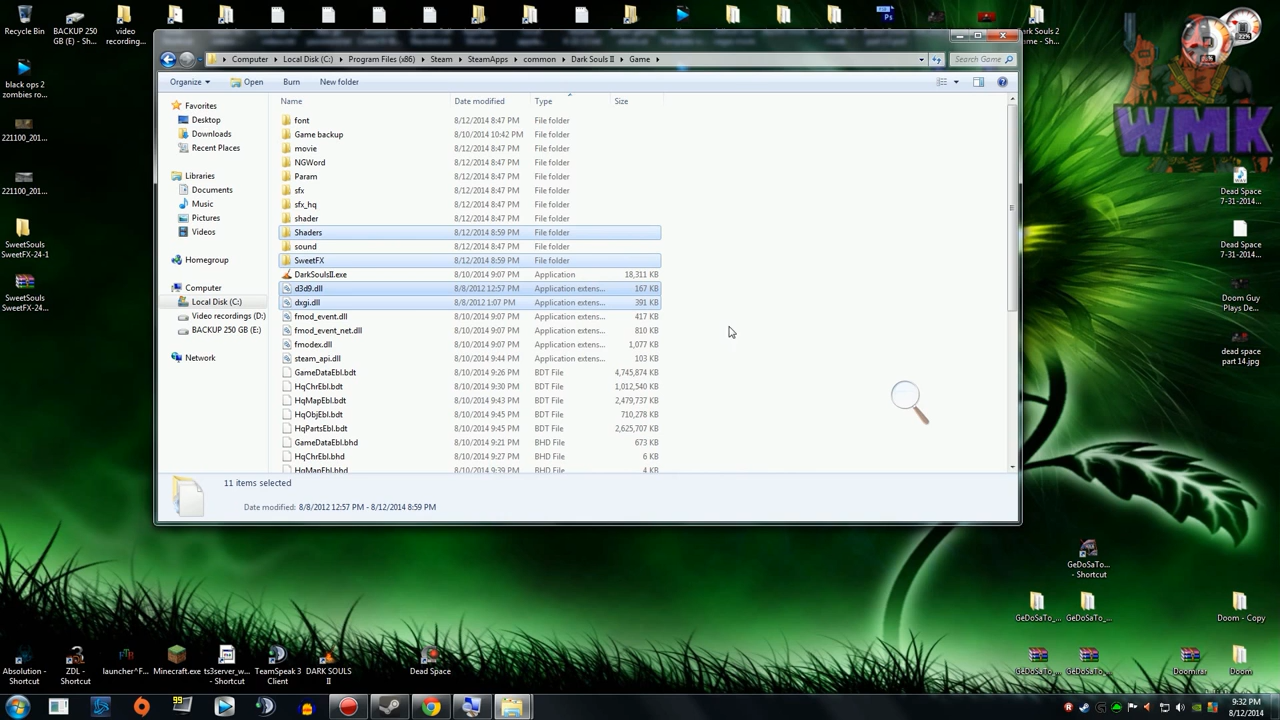 Recycle Bin
BACKUP 250
GB (E) - Sh...
video
recording...
Ps
Dark Souls 2
Game - Sh...
22%
WMK
black ops 2
zombies ro...
221100_201...
221100_201...
SweetSouls
SweetFX-24-1
SweetSouls
SweetFX-24...
Computer
Local Disk (C:)
Program Files (x86)
Steam
SteamApps
common
Dark Souls II
Game
Search Game
Organize
Open
Burn
New folder
Favorites
Desktop
Downloads
Recent Places
Libraries
Documents
Music
Pictures
Videos
Homegroup
Computer
Local Disk (C:)
Video recordings (D:)
BACKUP 250 GB (E:)
Network
Name Date modified Type Size
font 8/12/2014 8:47 PM File folder
Game backup 8/10/2014 10:42 PM File folder
movie 8/12/2014 8:47 PM File folder
NGWord 8/12/2014 8:47 PM File folder
Param 8/12/2014 8:47 PM File folder
sfx 8/12/2014 8:47 PM File folder
sfx_hq 8/12/2014 8:47 PM File folder
shader 8/12/2014 8:47 PM File folder
Shaders 8/12/2014 8:59 PM File folder
sound 8/12/2014 8:47 PM File folder
SweetFX 8/12/2014 8:59 PM File folder
DarkSoulsII.exe 8/10/2014 9:07 PM Application 18,311 KB
d3d9.dll 8/8/2012 12:57 PM Application extens... 167 KB
dxgi.dll 8/8/2012 1:07 PM Application extens... 391 KB
fmod_event.dll 8/10/2014 9:07 PM Application extens... 417 KB
fmod_event_net.dll 8/10/2014 9:07 PM Application extens... 810 KB
fmodex.dll 8/10/2014 9:07 PM Application extens... 1,077 KB
steam_api.dll 8/10/2014 9:44 PM Application extens... 103 KB
GameDataEbl.bdt 8/10/2014 9:26 PM BDT File 4,745,874 KB
HqChrEbl.bdt 8/10/2014 9:30 PM BDT File 1,012,540 KB
HqMapEbl.bdt 8/10/2014 9:43 PM BDT File 2,479,737 KB
HqObjEbl.bdt 8/10/2014 9:45 PM BDT File 710,278 KB
HqPartsEbl.bdt 8/10/2014 9:45 PM BDT File 2,625,707 KB
GameDataEbl.bhd 8/10/2014 9:21 PM BHD File 673 KB
HqChrEbl.bhd 8/10/2014 9:27 PM BHD File 6 KB
HqMapEbl.bhd 8/10/2014 9:39 PM BHD File 4 KB
11 items selected
Date modified: 8/8/2012 12:57 PM - 8/12/2014 8:59 PM
Dead Space
7-31-2014...
Dead Space
7-31-2014...
Doom Guy
Plays De...
dead space
part 14.jpg
GeDoSaTo...
- Shortcut
GeDoSaTo_...
GeDoSaTo_...
Doom - Copy
GeDoSaTo_...
GeDoSaTo_...
Doomirar
Doom
Absolution -
Shortcut
ZDL -
Shortcut
launcher^F...
Minecraft.exe
ts3server_w...
- Shortcut
TeamSpeak 3
Client
DARK SOULS
II
Dead Space
99
9:32 PM
8/12/2014